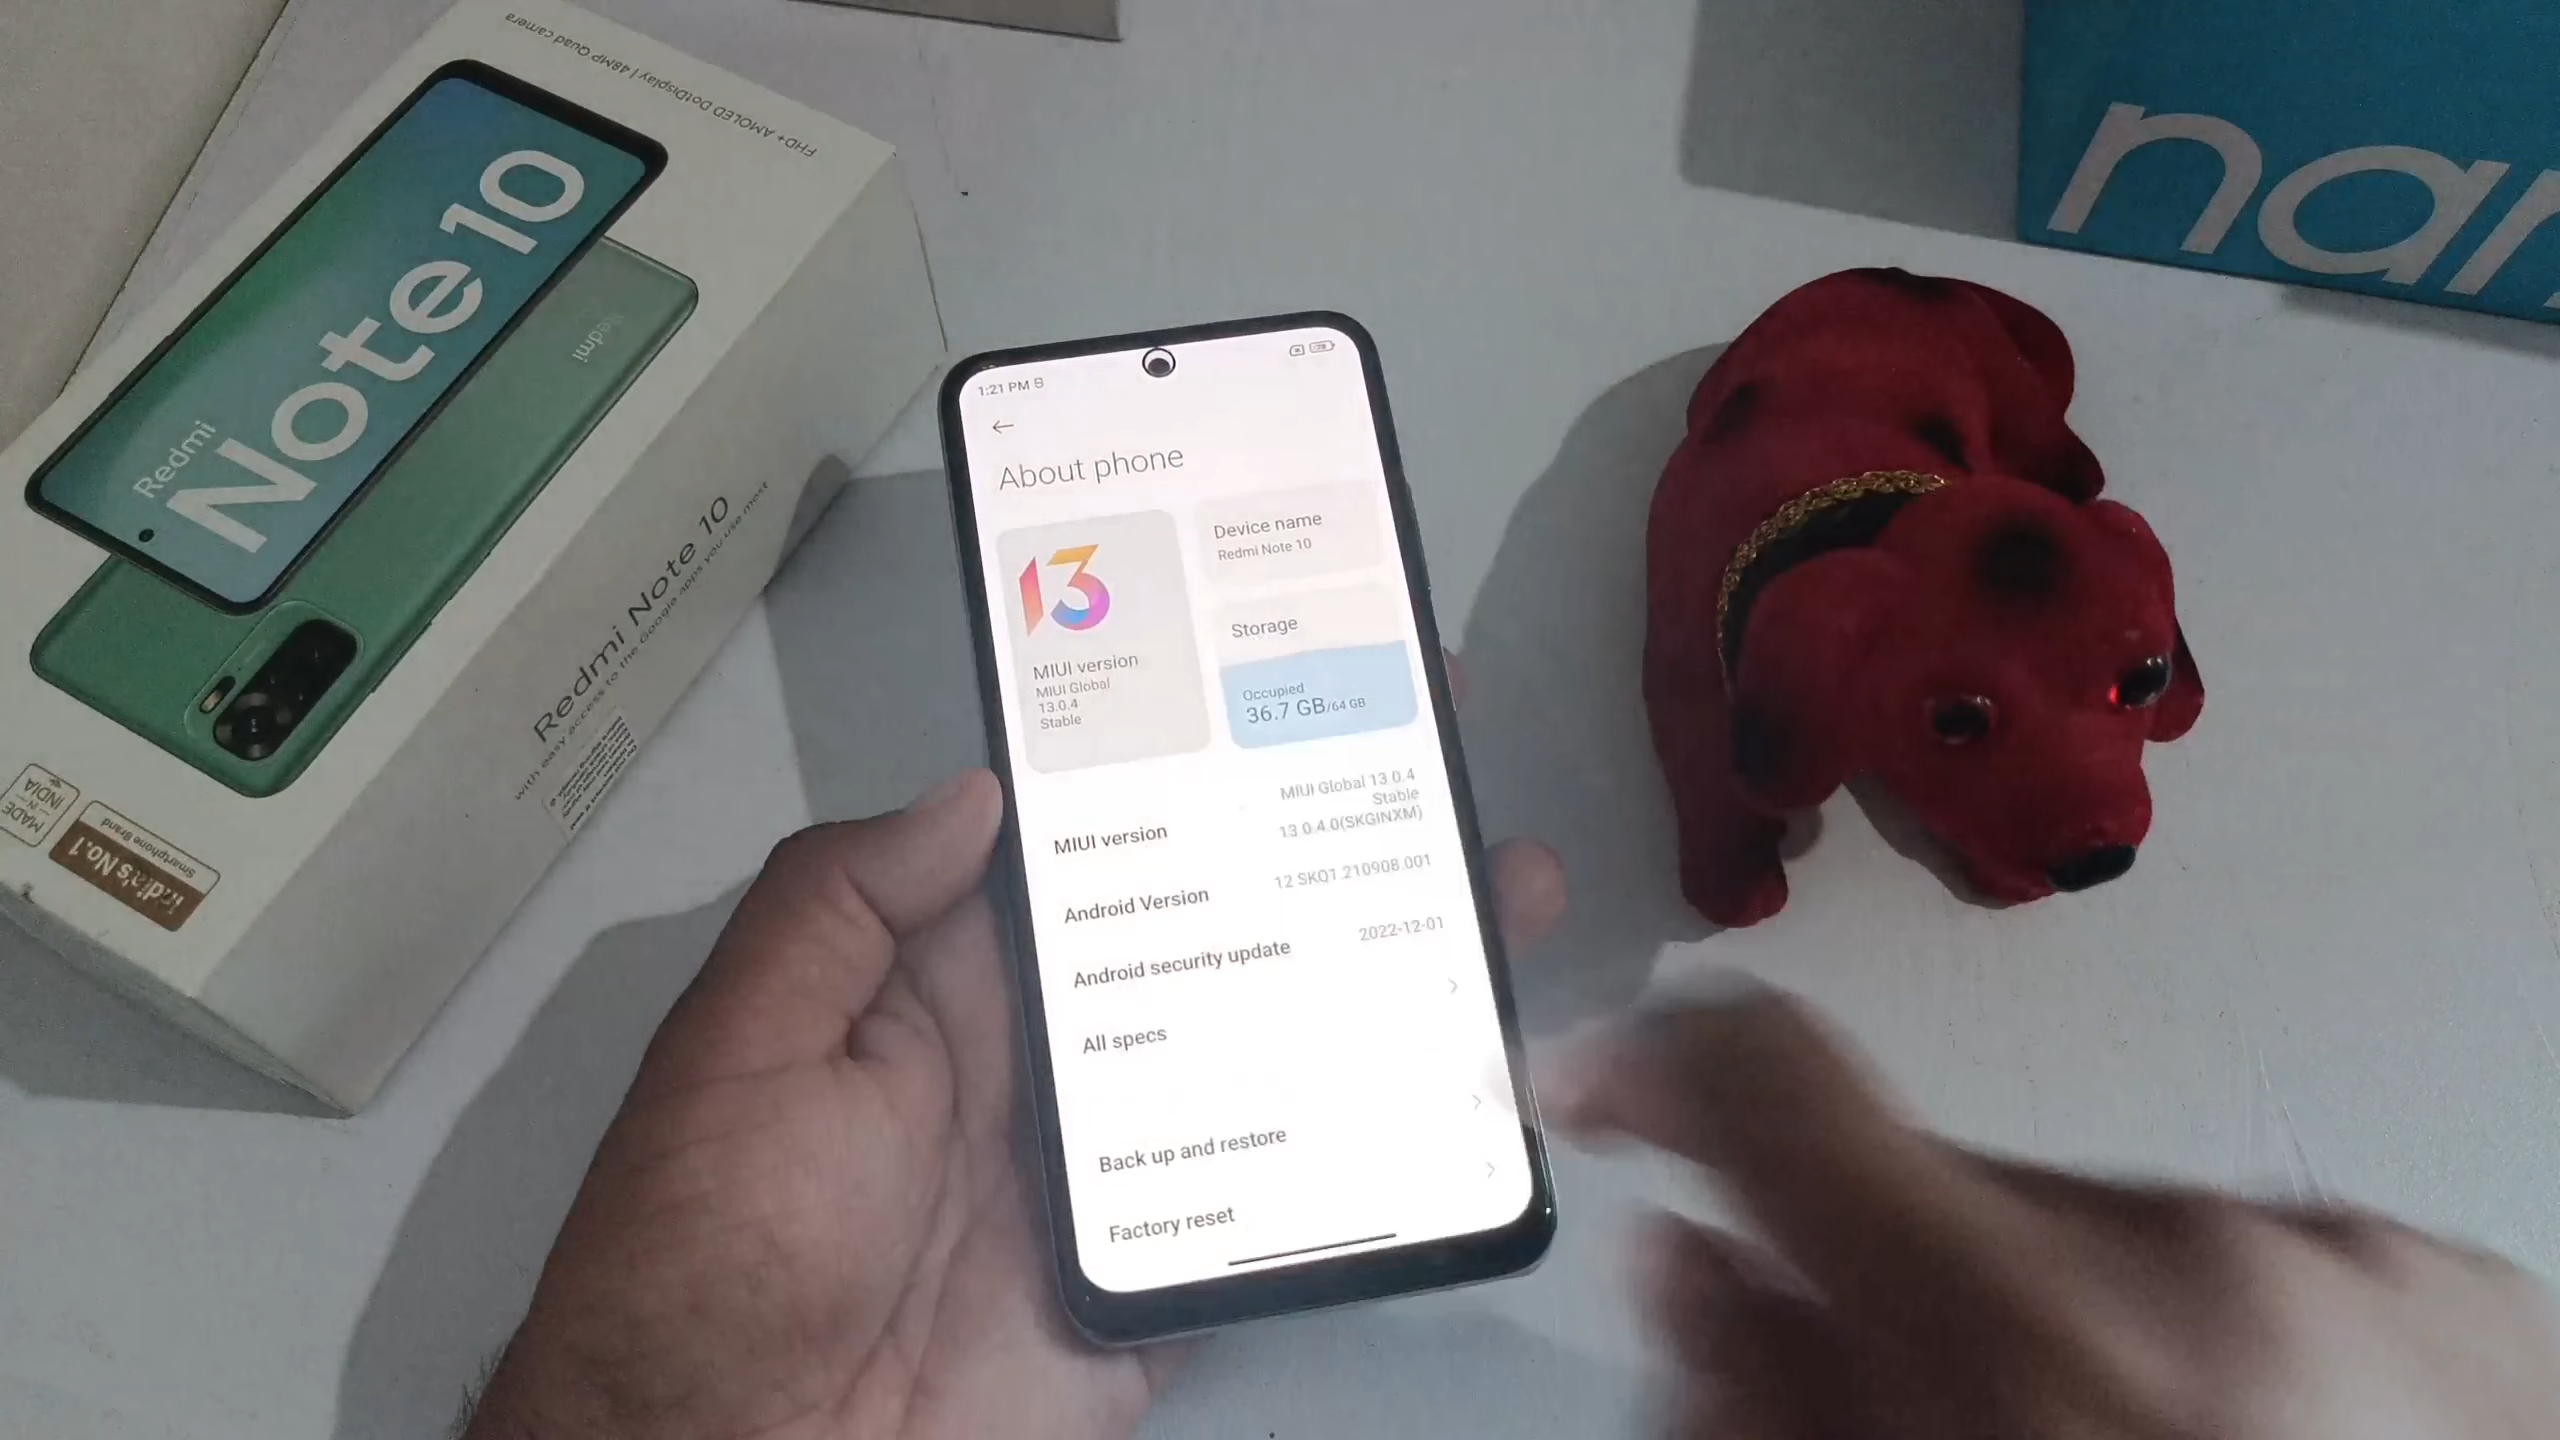 FHD+ AMOLED DotDisplay | 48MP Quad camera
Redmi
Note 10
Redmi
Redmi Note 10
with easy access to the Google apps you use most
MADE
IN
INDIA
India's No.1
Smartphone Brand
nar
1:21 PM
About phone
13
MIUI version
MIUI Global
13.0.4
Stable
Device name
Redmi Note 10
Storage
Occupied
36.7 GB/64 GB
MIUI version
MIUI Global 13.0.4
Stable
13.0.4.0(SKGINXM)
Android Version
12 SKQ1.210908.001
Android security update
2022-12-01
All specs
Back up and restore
Factory reset